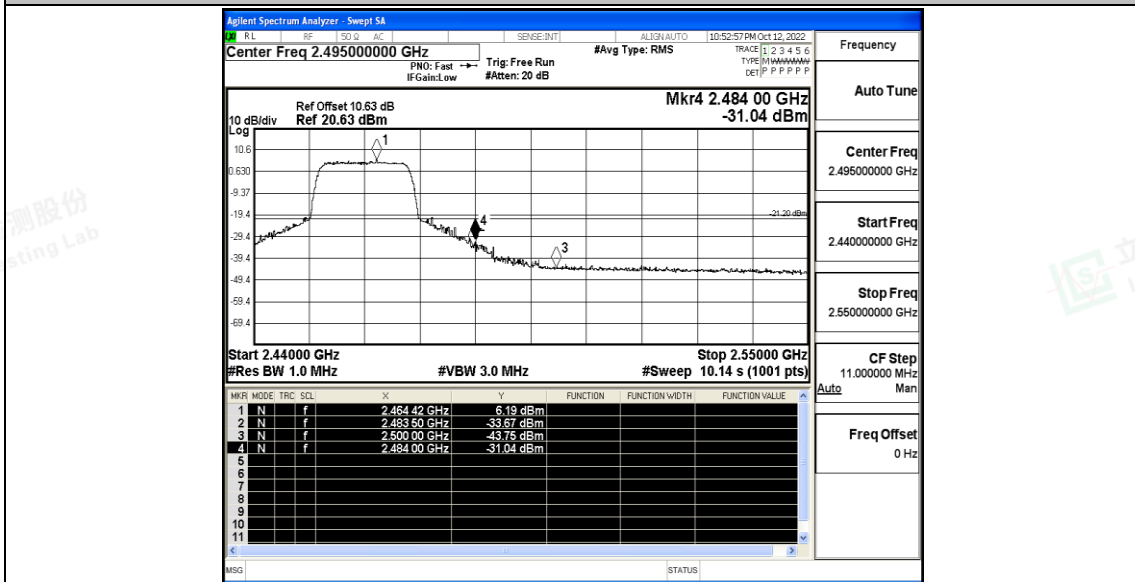 Agilent Spectrum Analyzer - Swept SA
LXI RL RF 50 Ω AC SENSE:INT ALIGN AUTO 10:52:57 PM Oct 12, 2022
Center Freq 2.495000000 GHz
PNO: Fast
IFGain:Low
Trig: Free Run
#Atten: 20 dB
#Avg Type: RMS
TRACE 1 2 3 4 5 6
TYPE M W W W W W
DET P P P P P P
Mkr4 2.484 00 GHz
-31.04 dBm
Ref Offset 10.63 dB
10 dB/div Ref 20.63 dBm
Log
10.6
0.630
-9.37
-19.4
-29.4
-39.4
-49.4
-59.4
-69.4
1
4
3
-21.20 dBm
Start 2.44000 GHz Stop 2.55000 GHz
#Res BW 1.0 MHz #VBW 3.0 MHz #Sweep 10.14 s (1001 pts)
MKR MODE TRC SCL X Y FUNCTION FUNCTION WIDTH FUNCTION VALUE
1 N f 2.464 42 GHz 6.19 dBm
2 N f 2.483 50 GHz -33.67 dBm
3 N f 2.500 00 GHz -43.75 dBm
4 N f 2.484 00 GHz -31.04 dBm
5
6
7
8
9
10
11
MSG STATUS
Frequency
Auto Tune
Center Freq
2.495000000 GHz
Start Freq
2.440000000 GHz
Stop Freq
2.550000000 GHz
CF Step
11.000000 MHz
Auto Man
Freq Offset
0 Hz
测股份
sting Lab
LCS
立